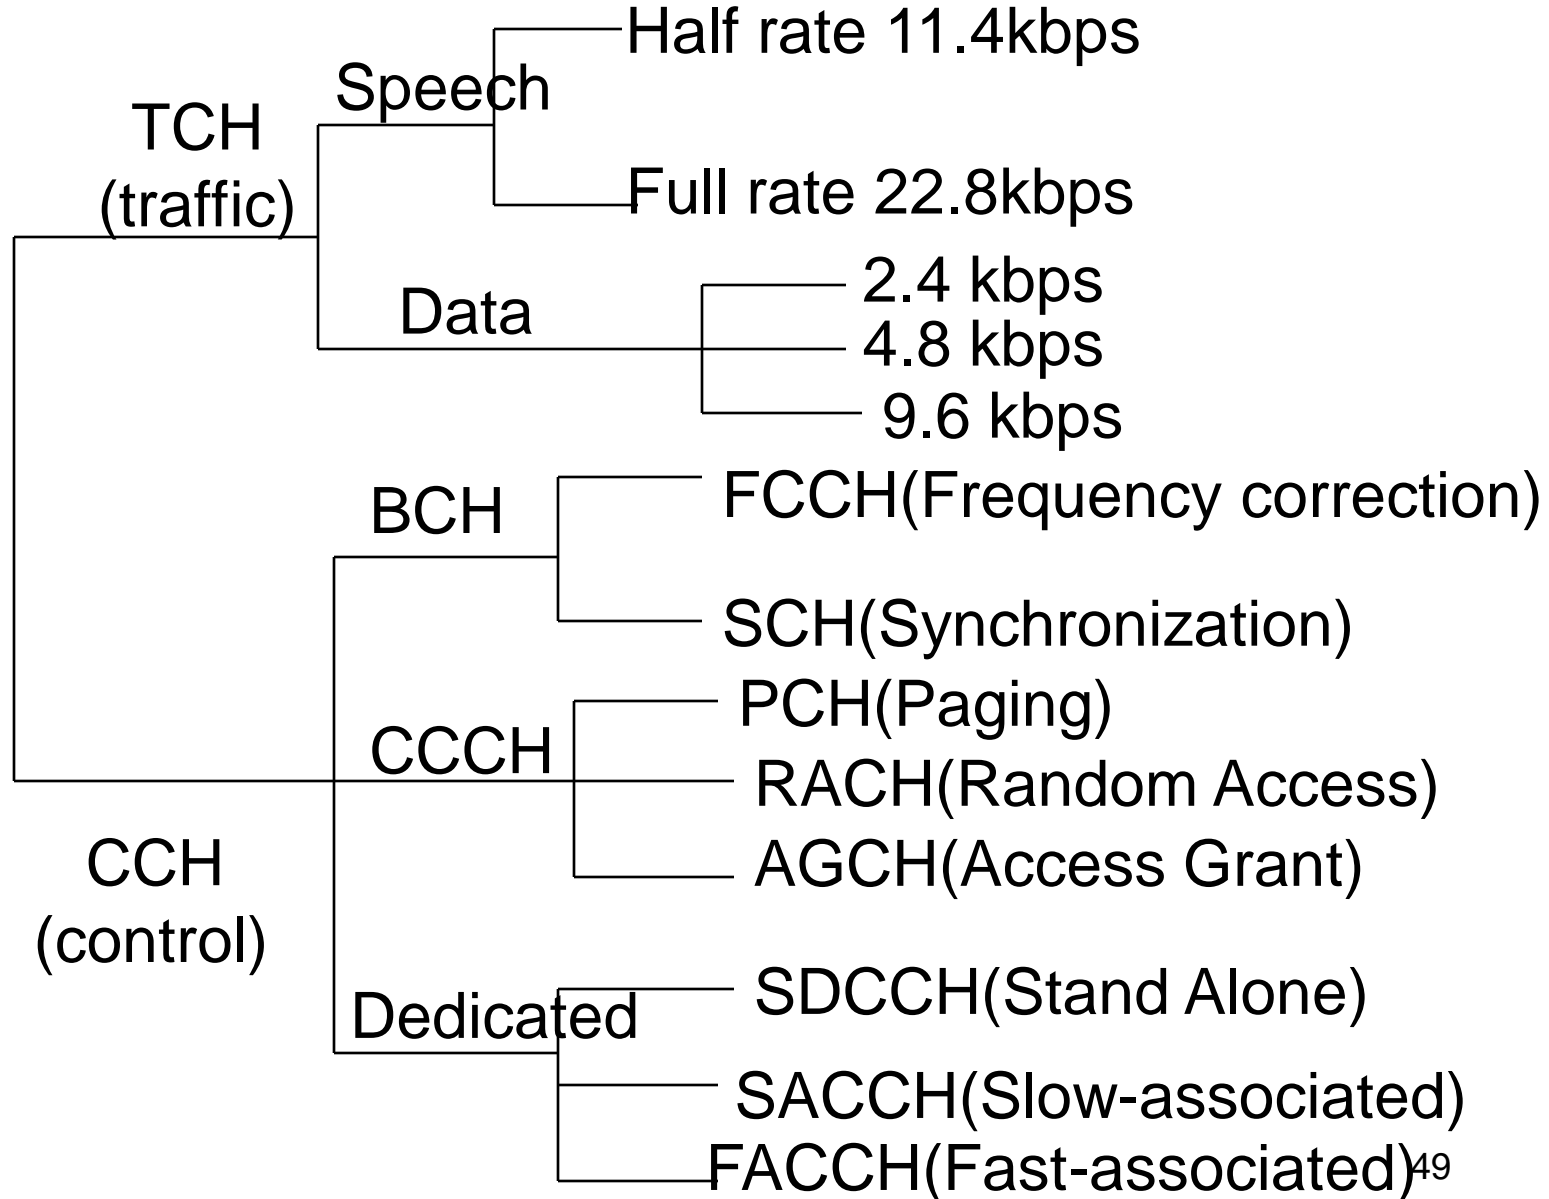 Half rate 11.4kbps
Speech
TCH
(traffic)
Full rate 22.8kbps
2.4 kbps
Data
4.8 kbps
9.6 kbps
FCCH(Frequency correction)
BCH
SCH(Synchronization)
PCH(Paging)
CCCH
RACH(Random Access)
CCH
(control)
AGCH(Access Grant)
SDCCH(Stand Alone)
Dedicated
SACCH(Slow-associated)
FACCH(Fast-associated)
49